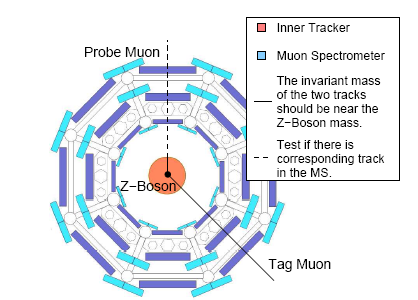 Probe Muon
Inner Tracker
Muon Spectrometer
The invariant mass
of the two tracks
should be near the
Z−Boson mass.
Test if there is
corresponding track
in the MS.
Z−Boson
Tag Muon